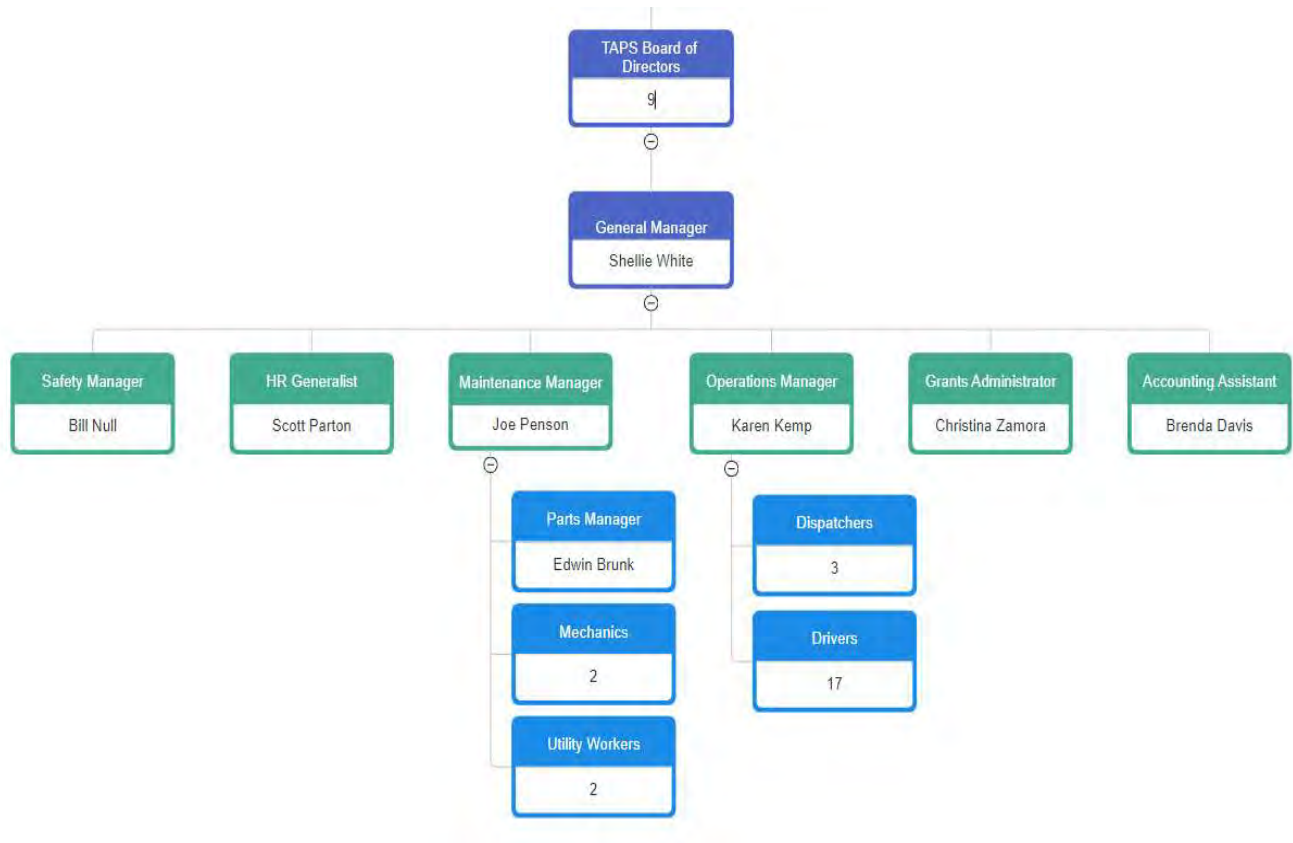 TAPS Board of
Directors
9
General Manager
Shellie White
Safety Manager
Bill Null
HR Generalist
Scott Parton
Maintenance Manager
Joe Penson
Operations Manager
Karen Kemp
Grants Administrator
Christina Zamora
Accounting Assistant
Brenda Davis
Parts Manager
Edwin Brunk
Mechanics
2
Utility Workers
2
Dispatchers
3
Drivers
17